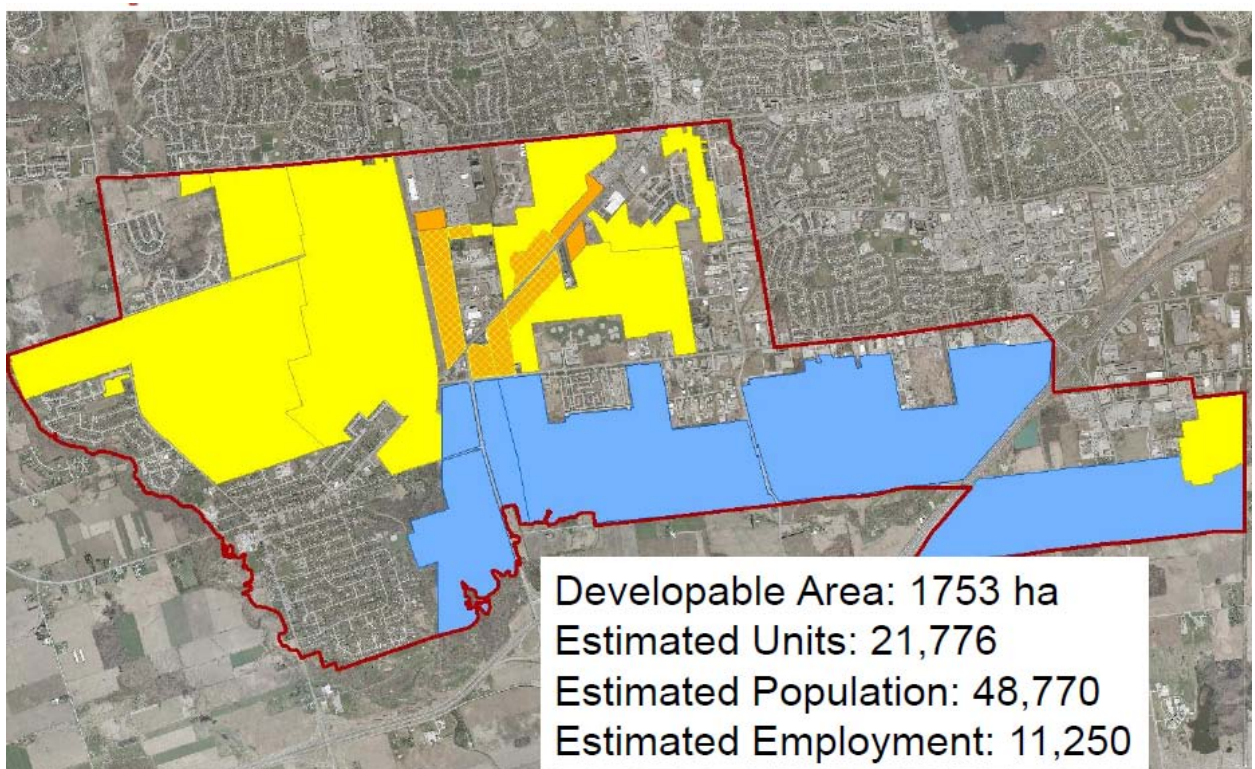 Developable Area: 1753 ha
Estimated Units: 21,776
Estimated Population: 48,770
Estimated Employment: 11,250